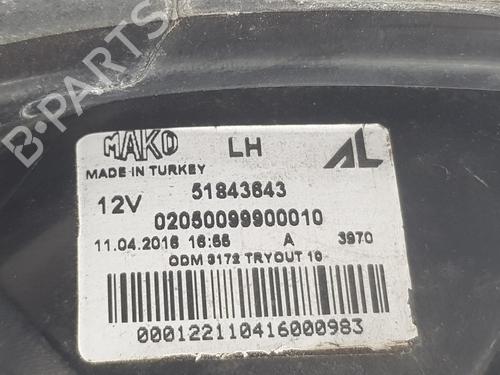 B-PARTS
MAKO LH AL
MADE IN TURKEY
12V 51843643
02050099900010
11.04.2016 16:55 A 3970
ODM 9172 TRYOUT 10
000122110416000983